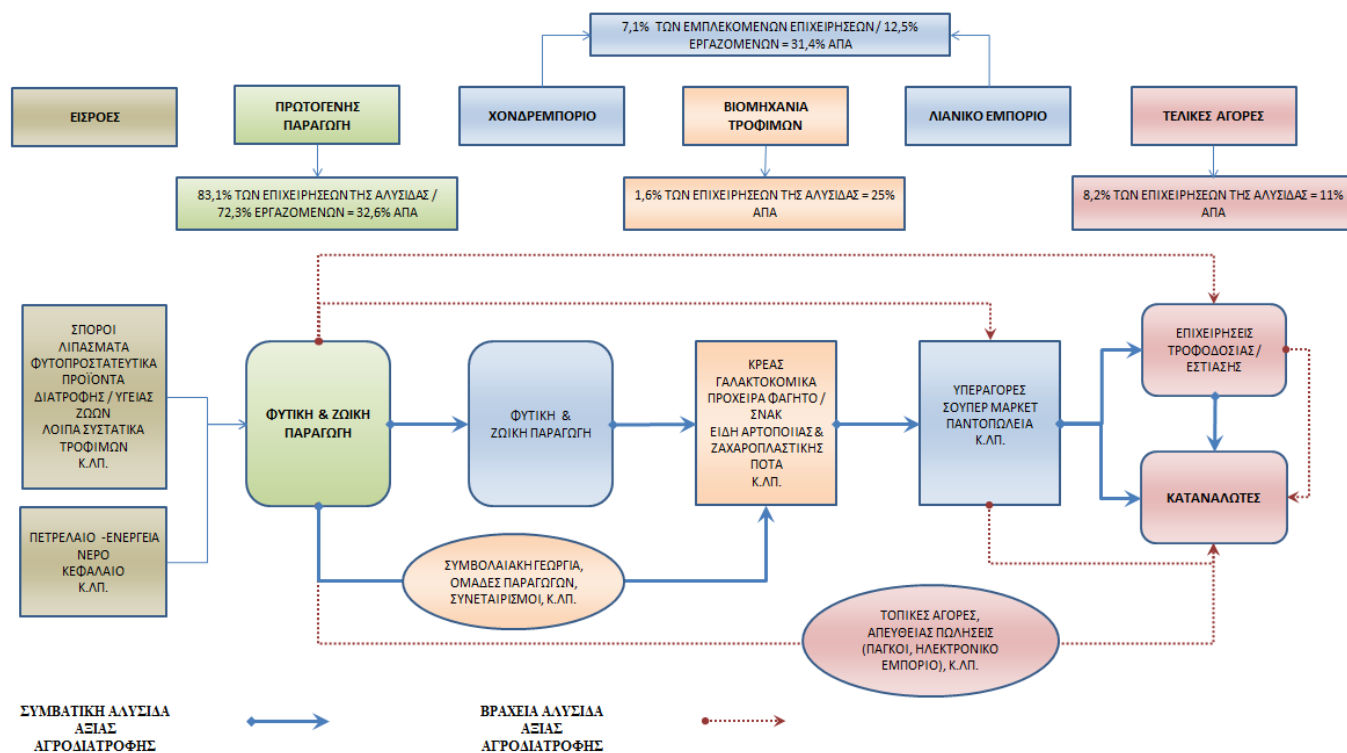 7,1% ΤΩΝ ΕΜΠΛΕΚΟΜΕΝΩΝ ΕΠΙΧΕΙΡΗΣΕΩΝ / 12,5%
ΕΡΓΑΖΟΜΕΝΩΝ = 31,4% ΑΠΑ
ΕΙΣΡΟΕΣ
ΠΡΩΤΟΓΕΝΗΣ
ΠΑΡΑΓΩΓΗ
ΧΟΝΔΡΕΜΠΟΡΙΟ
ΒΙΟΜΗΧΑΝΙΑ
ΤΡΟΦΙΜΩΝ
ΛΙΑΝΙΚΟ ΕΜΠΟΡΙΟ
ΤΕΛΙΚΕΣ ΑΓΟΡΕΣ
83,1% ΤΩΝ ΕΠΙΧΕΙΡΗΣΕΩΝ ΤΗΣ ΑΛΥΣΙΔΑΣ /
72,3% ΕΡΓΑΖΟΜΕΝΩΝ = 32,6% ΑΠΑ
1,6% ΤΩΝ ΕΠΙΧΕΙΡΗΣΕΩΝ ΤΗΣ ΑΛΥΣΙΔΑΣ = 25%
ΑΠΑ
8,2% ΤΩΝ ΕΠΙΧΕΙΡΗΣΕΩΝ ΤΗΣ ΑΛΥΣΙΔΑΣ = 11%
ΑΠΑ
ΣΠΟΡΟΙ
ΛΙΠΑΣΜΑΤΑ
ΦΥΤΟΠΡΟΣΤΑΤΕΥΤΙΚΑ
ΠΡΟΪΟΝΤΑ
ΔΙΑΤΡΟΦΗΣ / ΥΓΕΙΑΣ
ΖΩΩΝ
ΛΟΙΠΑ ΣΥΣΤΑΤΙΚΑ
ΤΡΟΦΙΜΩΝ
Κ.ΛΠ.
ΠΕΤΡΕΛΑΙΟ -ΕΝΕΡΓΕΙΑ
ΝΕΡΟ
ΚΕΦΑΛΑΙΟ
Κ.ΛΠ.
ΦΥΤΙΚΗ & ΖΩΙΚΗ
ΠΑΡΑΓΩΓΗ
ΦΥΤΙΚΗ &
ΖΩΙΚΗ ΠΑΡΑΓΩΓΗ
ΚΡΕΑΣ
ΓΑΛΑΚΤΟΚΟΜΙΚΑ
ΠΡΟΧΕΙΡΑ ΦΑΓΗΤΟ /
ΣΝΑΚ
ΕΙΔΗ ΑΡΤΟΠΟΙΙΑΣ &
ΖΑΧΑΡΟΠΛΑΣΤΙΚΗΣ
ΠΟΤΑ
Κ.ΛΠ.
ΥΠΕΡΑΓΟΡΕΣ
ΣΟΥΠΕΡ ΜΑΡΚΕΤ
ΠΑΝΤΟΠΩΛΕΙΑ
Κ.ΛΠ.
ΕΠΙΧΕΙΡΗΣΕΙΣ
ΤΡΟΦΟΔΟΣΙΑΣ /
ΕΣΤΙΑΣΗΣ
ΚΑΤΑΝΑΛΩΤΕΣ
ΣΥΜΒΟΛΑΙΑΚΗ ΓΕΩΡΓΙΑ,
ΟΜΑΔΕΣ ΠΑΡΑΓΩΓΩΝ,
ΣΥΝΕΤΑΙΡΙΣΜΟΙ, Κ.ΛΠ.
ΤΟΠΙΚΕΣ ΑΓΟΡΕΣ,
ΑΠΕΥΘΕΙΑΣ ΠΩΛΗΣΕΙΣ
(ΠΑΓΚΟΙ, ΗΛΕΚΤΡΟΝΙΚΟ
ΕΜΠΟΡΙΟ), Κ.ΛΠ.
ΣΥΜΒΑΤΙΚΗ ΑΛΥΣΙΔΑ
ΑΞΙΑΣ
ΑΓΡΟΔΙΑΤΡΟΦΗΣ
ΒΡΑΧΕΙΑ ΑΛΥΣΙΔΑ
ΑΞΙΑΣ
ΑΓΡΟΔΙΑΤΡΟΦΗΣ